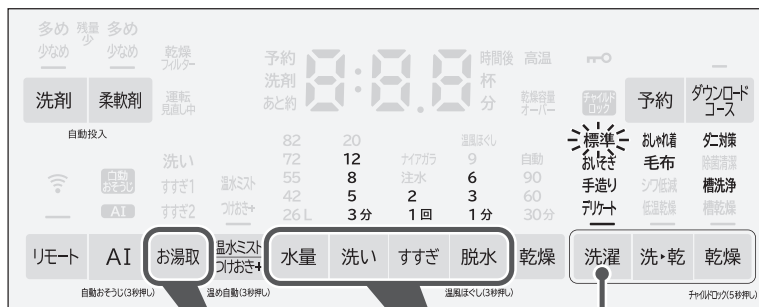 多め 残量 多め
少なめ 少 少なめ
乾燥フィルター
予約
洗剤
あと約
8:8.8
時間後
杯
分
高温
洗剤
柔軟剤
自動投入
運転見直し中
乾燥容量オーバー
チャイルドロック
予約
ダウンロードコース
自動おそうじ
AI
洗い
すすぎ1
すすぎ2
温水ミスト
つけおき+
82
72
55
42
26L
20
12
8
5
3分
ナイアガラ
注水
2
1回
温風ほぐし
9
6
3
1分
自動
90
60
30分
標準
おいそぎ
手造り
デリケート
おしゃれ着
毛布
シワ低減
低温乾燥
ダニ対策
除菌清潔
槽洗浄
槽乾燥
リモート
AI
お湯取
温水ミスト
つけおき+
水量
洗い
すすぎ
脱水
乾燥
洗濯
洗・乾
乾燥
自動おそうじ(3秒押し)
温め自動(3秒押し)
温風ほぐし(3秒押し)
チャイルドロック(5秒押し)